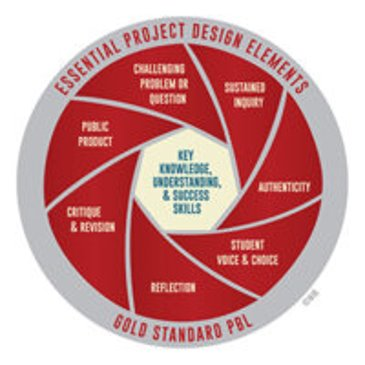 ESSENTIAL PROJECT DESIGN ELEMENTS
CHALLENGING
PROBLEM OR
QUESTION
SUSTAINED
INQUIRY
AUTHENTICITY
STUDENT
VOICE & CHOICE
REFLECTION
CRITIQUE
& REVISION
PUBLIC
PRODUCT
KEY
KNOWLEDGE,
UNDERSTANDING,
& SUCCESS
SKILLS
GOLD STANDARD PBL